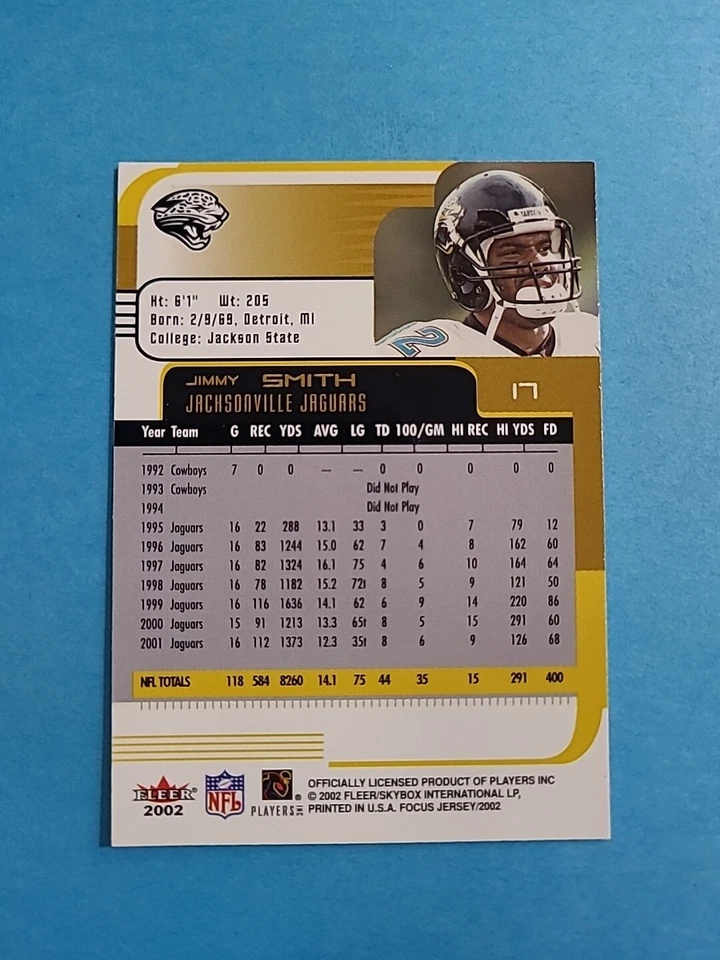 JAGUARS
Ht: 6'1" Wt: 205
Born: 2/9/69, Detroit, MI
College: Jackson State
2
JIMMY SMITH
JACKSONVILLE JAGUARS
17
Year Team G REC YDS AVG LG TD 100/GM HI REC HI YDS FD
1992 Cowboys 7 0 0 — — 0 0 0 0 0
1993 Cowboys Did Not Play
1994 Did Not Play
1995 Jaguars 16 22 288 13.1 33 3 0 7 79 12
1996 Jaguars 16 83 1244 15.0 62 7 4 8 162 60
1997 Jaguars 16 82 1324 16.1 75 4 6 10 164 64
1998 Jaguars 16 78 1182 15.2 72t 8 5 9 121 50
1999 Jaguars 16 116 1636 14.1 62 6 9 14 220 86
2000 Jaguars 15 91 1213 13.3 65t 8 5 15 291 60
2001 Jaguars 16 112 1373 12.3 35t 8 6 9 126 68
NFL TOTALS 118 584 8260 14.1 75 44 35 15 291 400
FLEER®
2002
NFL
PLAYERS INC ®
OFFICIALLY LICENSED PRODUCT OF PLAYERS INC
© 2002 FLEER/SKYBOX INTERNATIONAL LP,
PRINTED IN U.S.A. FOCUS JERSEY/2002